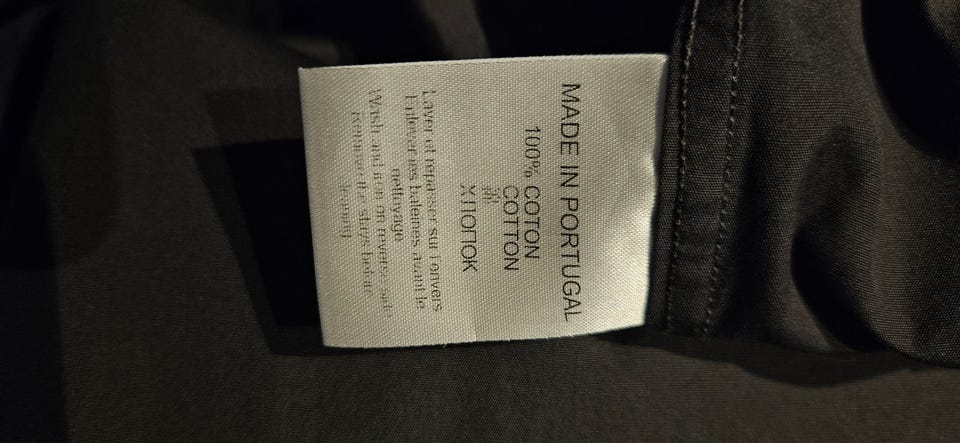 MADE IN PORTUGAL
100% COTON
COTTON
棉
ХЛОПОК
Laver et repasser sur l'envers
Enlever les baleines avant le
nettoyage
Wash and iron on reverse side
Remove the stays before
cleaning